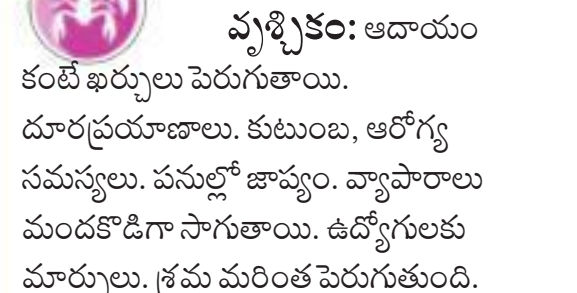 వృశ్చికం: ఆదాయం
కంటే ఖర్చులు పెరుగుతాయి.
దూరప్రయాణాలు. కుటుంబ, ఆరోగ్య
సమస్యలు. పనుల్లో జాప్యం. వ్యాపారాలు
మందకొడిగా సాగుతాయి. ఉద్యోగులకు
మార్పులు. శ్రమ మరింత పెరుగుతుంది.